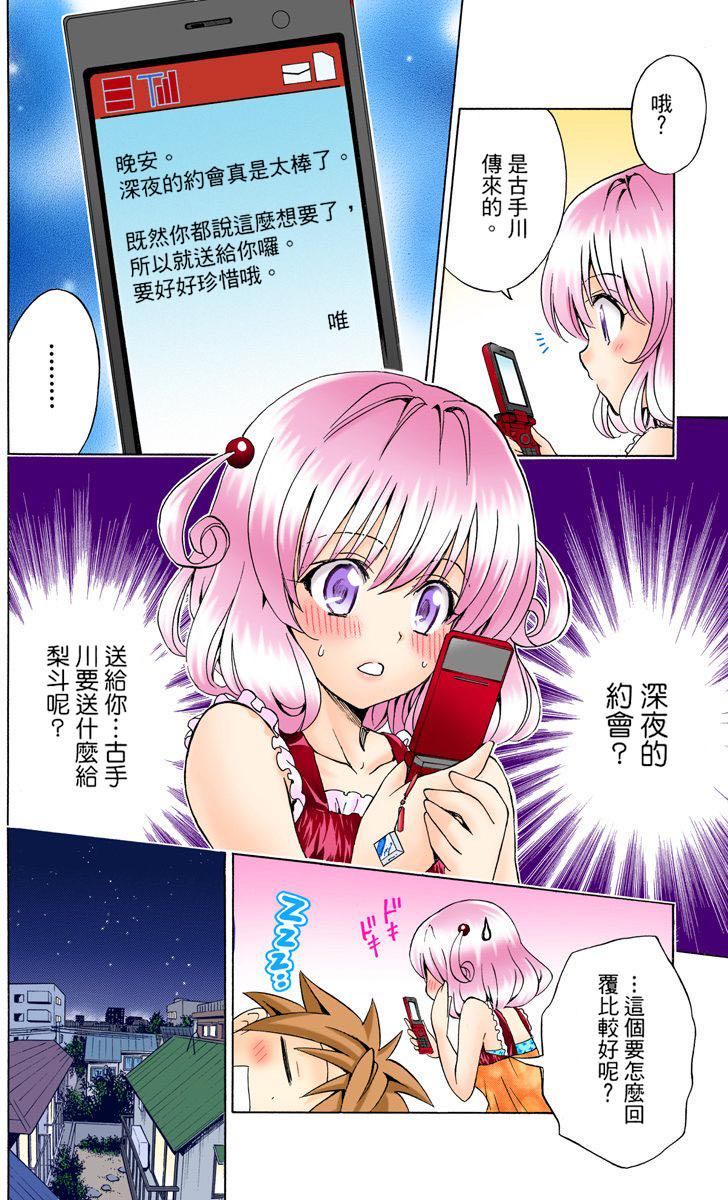 哦?
是古手川
傳來的。
晚安。
深夜的約會真是太棒了。
既然你都說這麼想要了，
所以就送給你囉。
要好好珍惜哦。
唯
………
深夜的
約會?
送給你…古手
川要送什麼給
梨斗呢?
…這個要怎麼回
覆比較好呢?
ドキ
ドキ
ZZZ